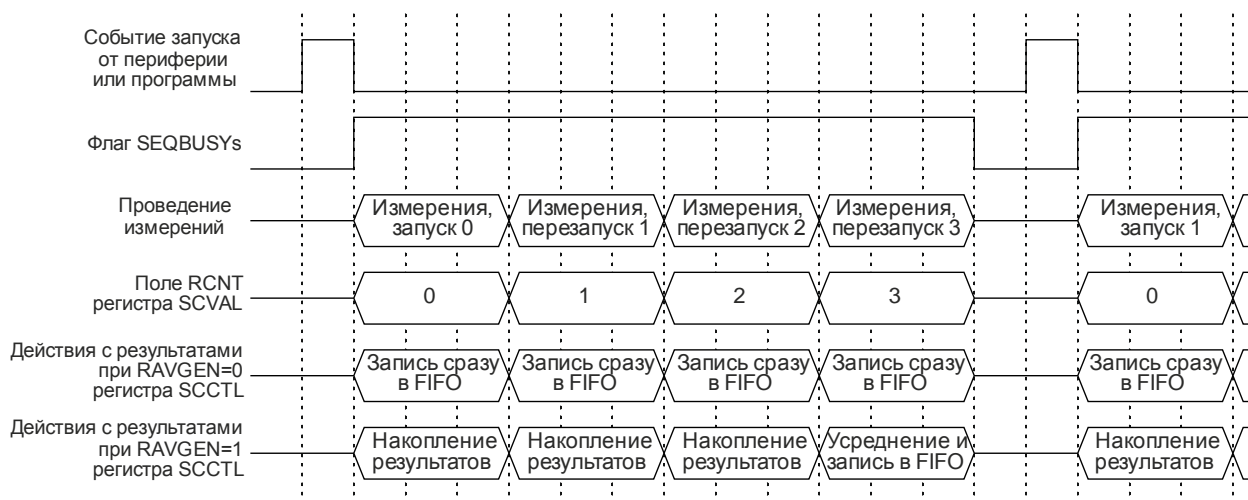 Событие запуска
от периферии
или программы
Флаг SEQBUSYs
Проведение
измерений
Измерения,
запуск 0
Измерения,
перезапуск 1
Измерения,
перезапуск 2
Измерения,
перезапуск 3
Измерения,
запуск 1
Поле RCNT
регистра SCVAL
0
1
2
3
0
Действия с результатами
при RAVGEN=0
регистра SCCTL
Запись сразу
в FIFO
Запись сразу
в FIFO
Запись сразу
в FIFO
Запись сразу
в FIFO
Запись сразу
в FIFO
Действия с результатами
при RAVGEN=1
регистра SCCTL
Накопление
результатов
Накопление
результатов
Накопление
результатов
Усреднение и
запись в FIFO
Накопление
результатов